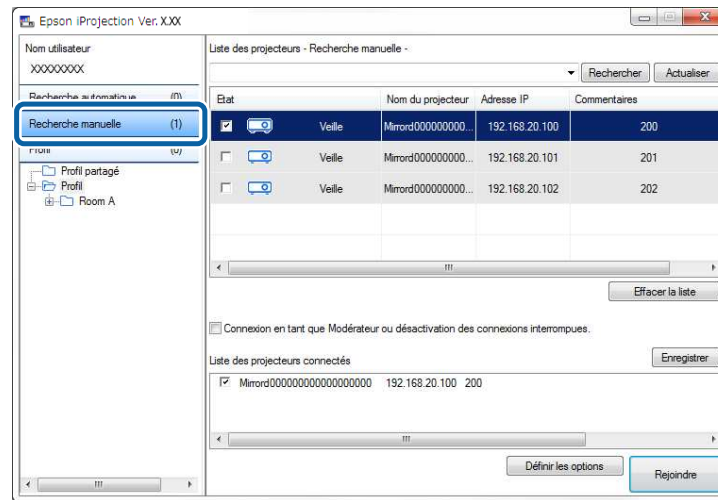 Epson iProjection Ver. X.XX
Nom utilisateur
XXXXXXXX
Recherche automatique (0)
Recherche manuelle (1)
Profil (0)
Profil partagé
Profil
Room A
Liste des projecteurs - Recherche manuelle -
Rechercher Actualiser
Etat Nom du projecteur Adresse IP Commentaires
Veille Mirrord000000000... 192.168.20.100 200
Veille Mirrord000000000... 192.168.20.101 201
Veille Mirrord000000000... 192.168.20.102 202
Effacer la liste
Connexion en tant que Modérateur ou désactivation des connexions interrompues.
Liste des projecteurs connectés Enregistrer
Mirrord000000000000000000 192.168.20.100 200
Définir les options Rejoindre